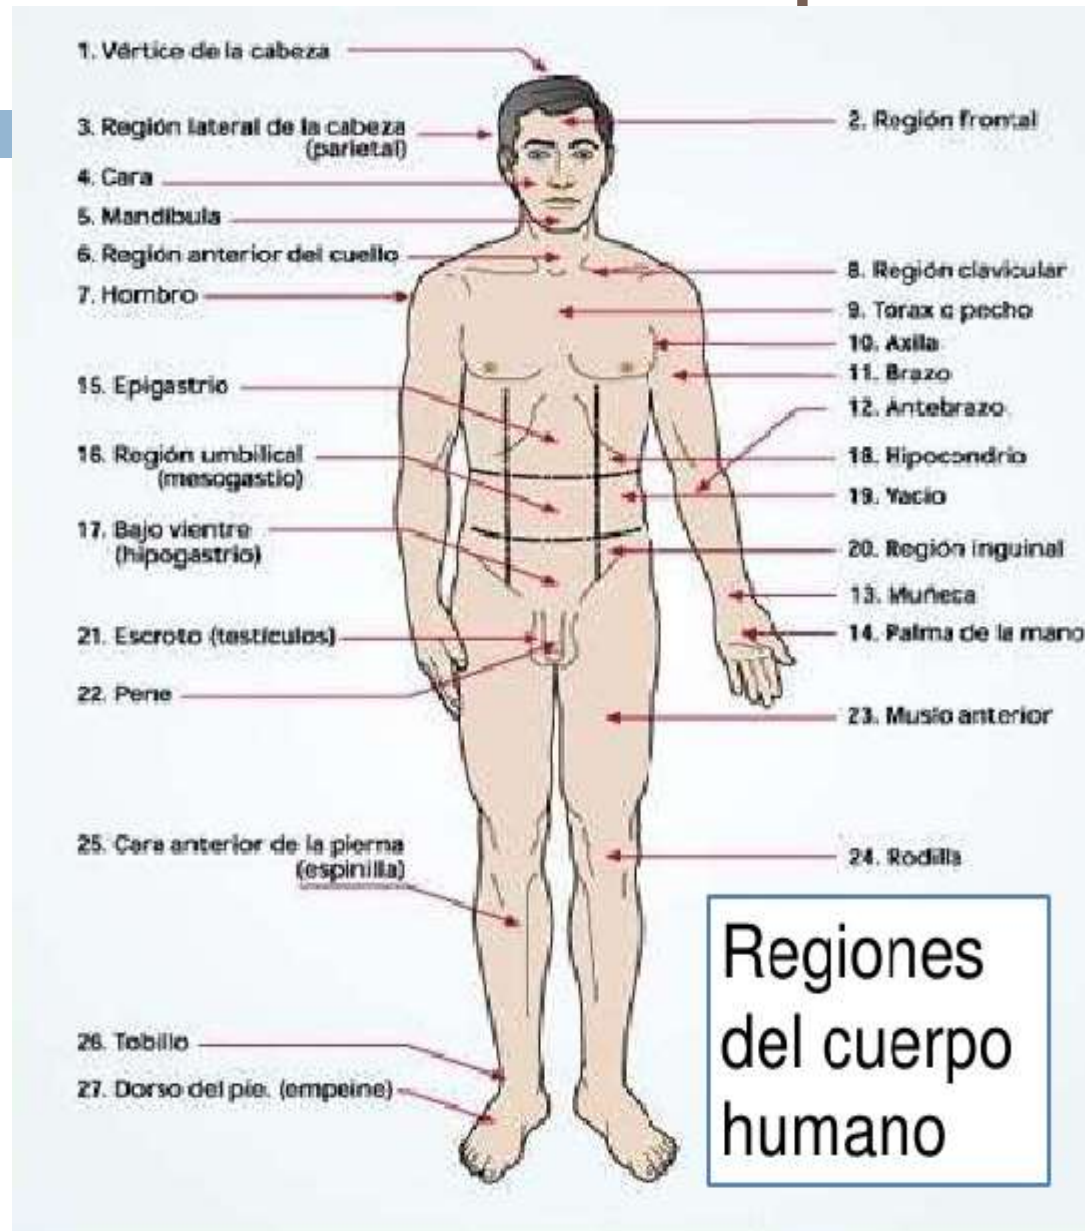 1. Vértice de la cabeza
2. Región frontal
3. Región lateral de la cabeza
(parietal)
4. Cara
5. Mandíbula
6. Región anterior del cuello
7. Hombro
8. Región clavicular
9. Torax o pecho
10. Axila
11. Brazo
12. Antebrazo
15. Epigastrio
16. Región umbilical
(mesogastio)
17. Bajo vientre
(hipogastrio)
18. Hipocondrio
19. Vacío
20. Región inguinal
13. Muñeca
14. Palma de la mano
21. Escroto (testículos)
22. Pene
23. Muslo anterior
25. Cara anterior de la pierna
(espinilla)
24. Rodilla
26. Tobillo
27. Dorso del pie. (empeine)
Regiones
del cuerpo
humano